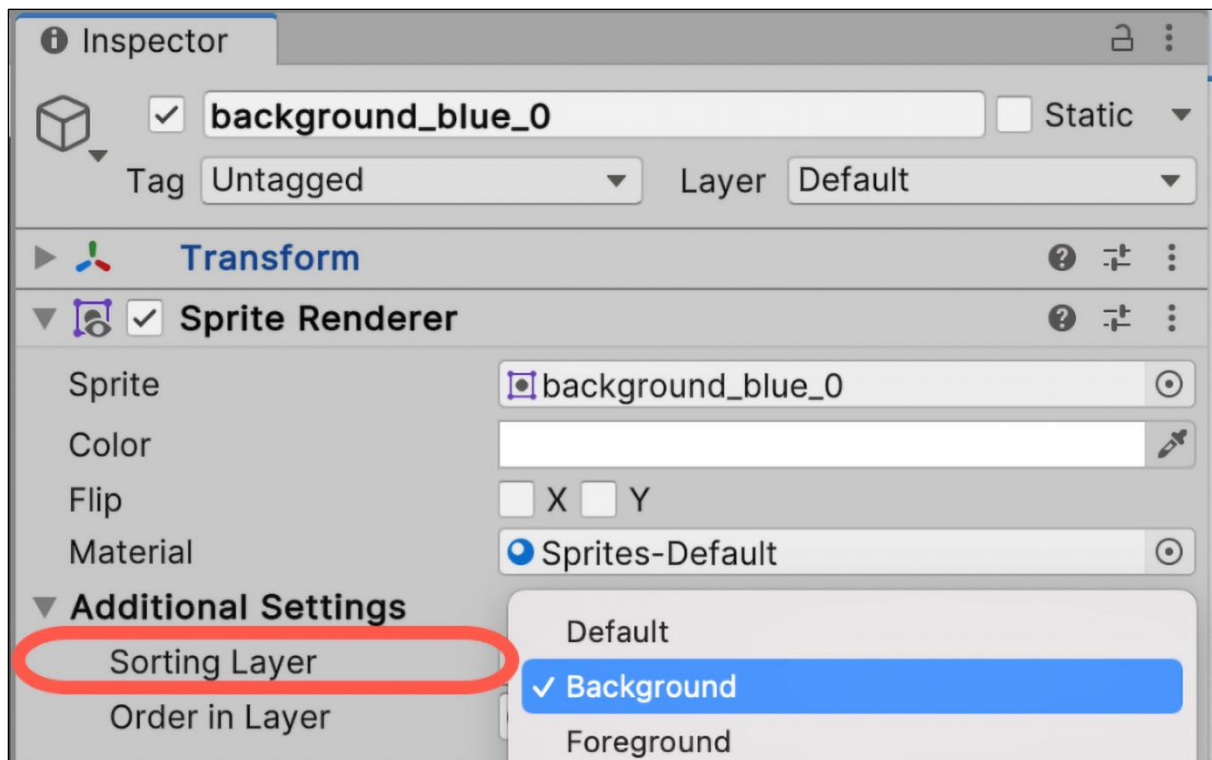 Inspector
background_blue_0 Static
Tag Untagged Layer Default
Transform
Sprite Renderer
Sprite background_blue_0
Color
Flip X Y
Material Sprites-Default
Additional Settings
Default
Sorting Layer
Background
Order in Layer
Foreground